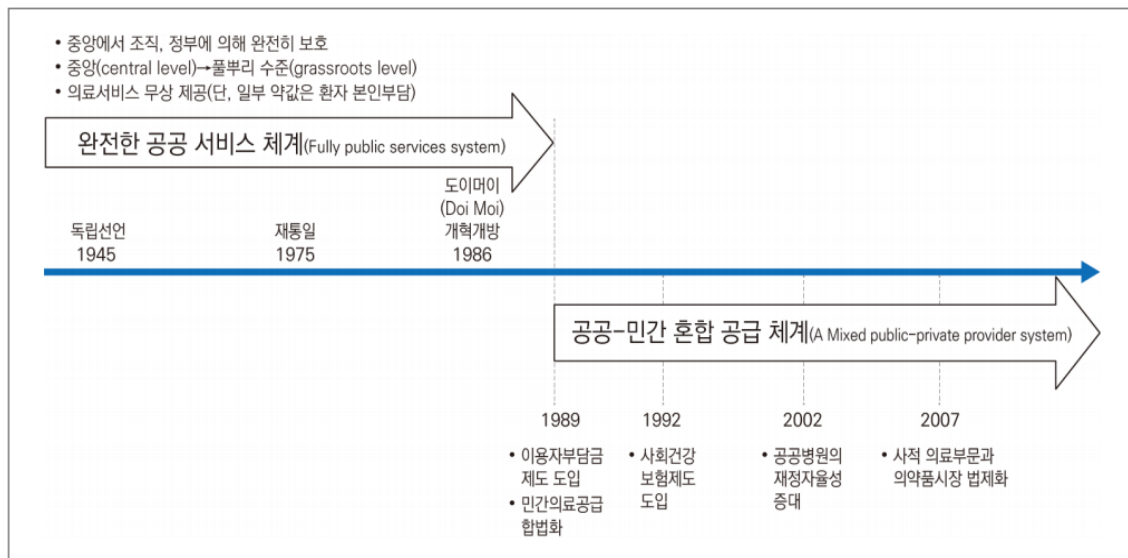 • 중앙에서 조직, 정부에 의해 완전히 보호
• 중앙(central level)→풀뿌리 수준(grassroots level)
• 의료서비스 무상 제공(단, 일부 약값은 환자 본인부담)
완전한 공공 서비스 체계(Fully public services system)
독립선언
1945
재통일
1975
도이머이
(Doi Moi)
개혁개방
1986
공공-민간 혼합 공급 체계(A Mixed public-private provider system)
1989
• 이용자부담금
제도 도입
• 민간의료공급
합법화
1992
• 사회건강
보험제도
도입
2002
• 공공병원의
재정자율성
증대
2007
• 사적 의료부문과
의약품시장 법제화